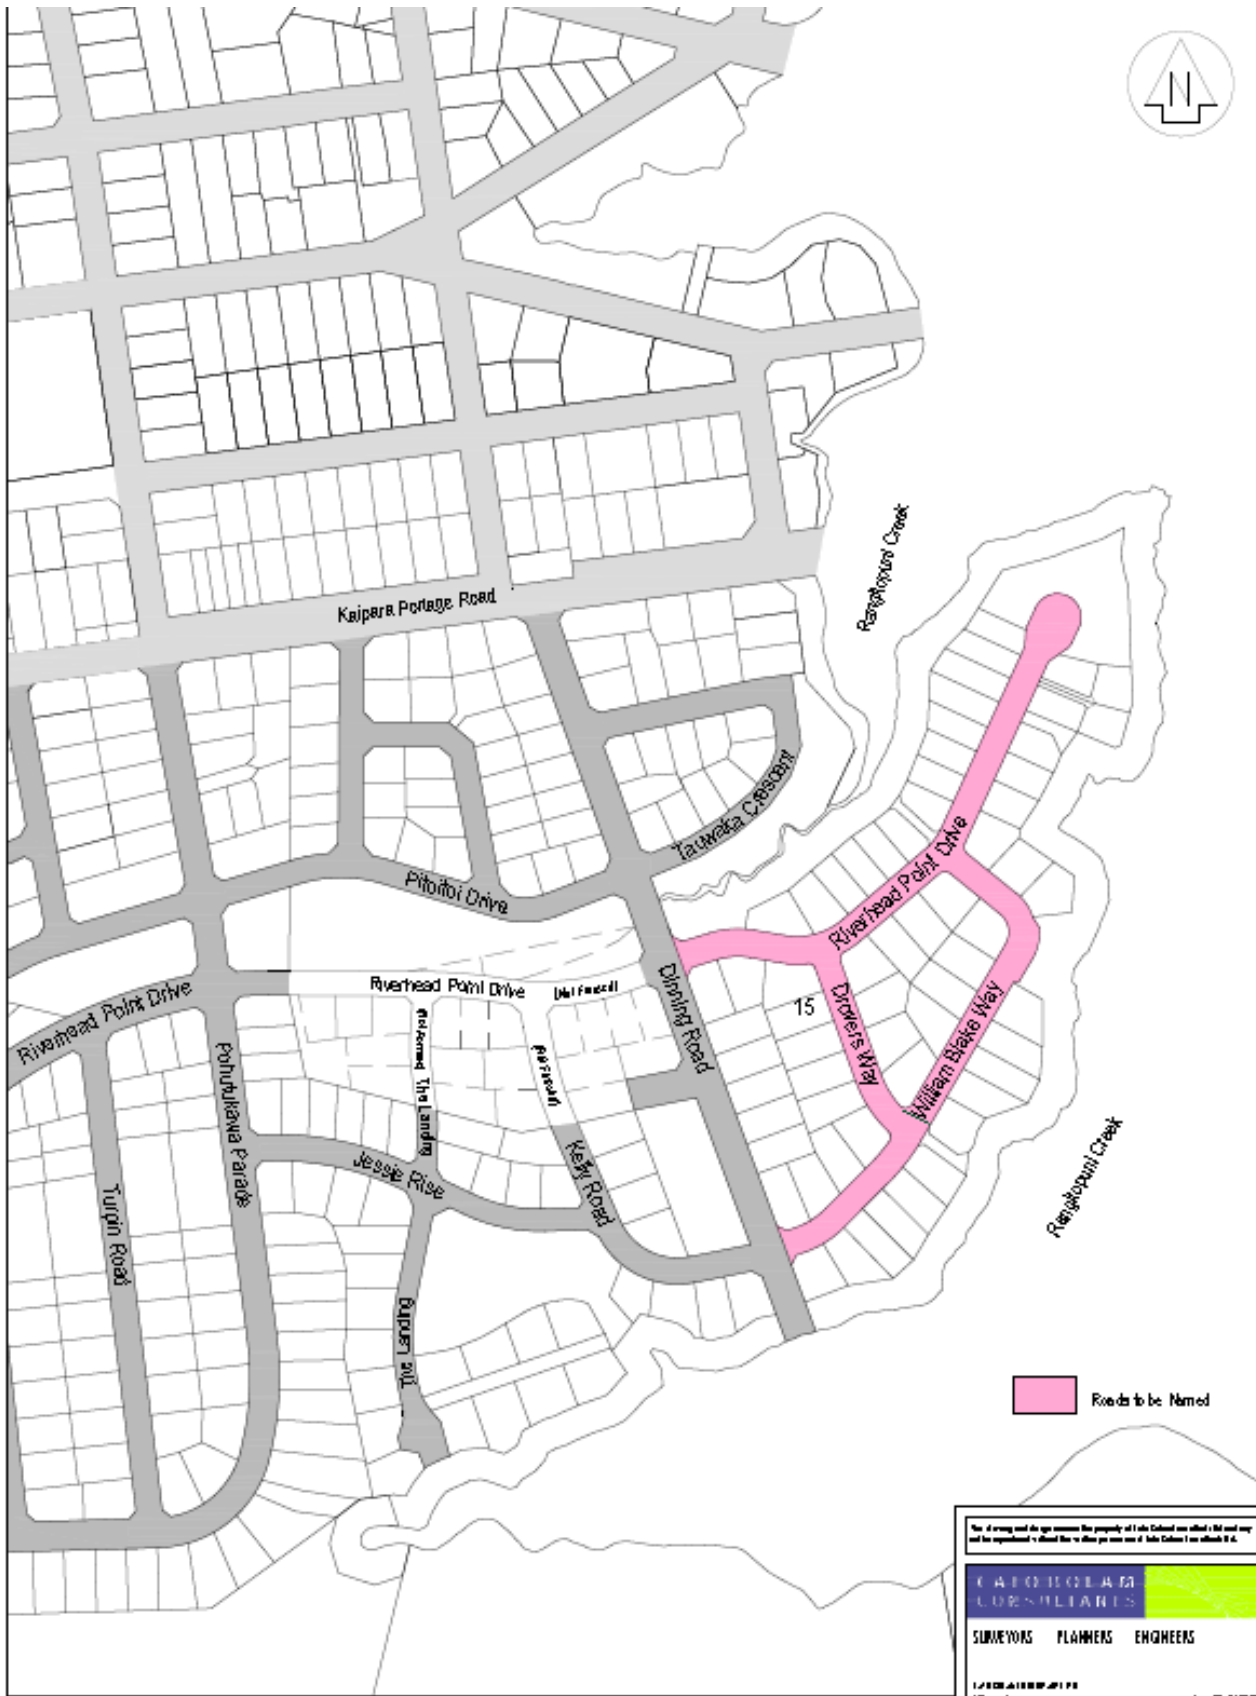 N
Rangitopuni Creek
Kaipara Portage Road
Tauwaka Crescent
Pitoitoi Drive
Riverhead Point Drive
Riverhead Point Drive
Riverhead Point Drive
Dinning Road
15
Drovers Way
William Blake Way
The Landing
Pohutukawa Parade
Jessie Rise
Kelly Road
Turpin Road
The Landing
Rangitopuni Creek
Roads to be Named
CONSULTANTS
SURVEYORS PLANNERS ENGINEERS